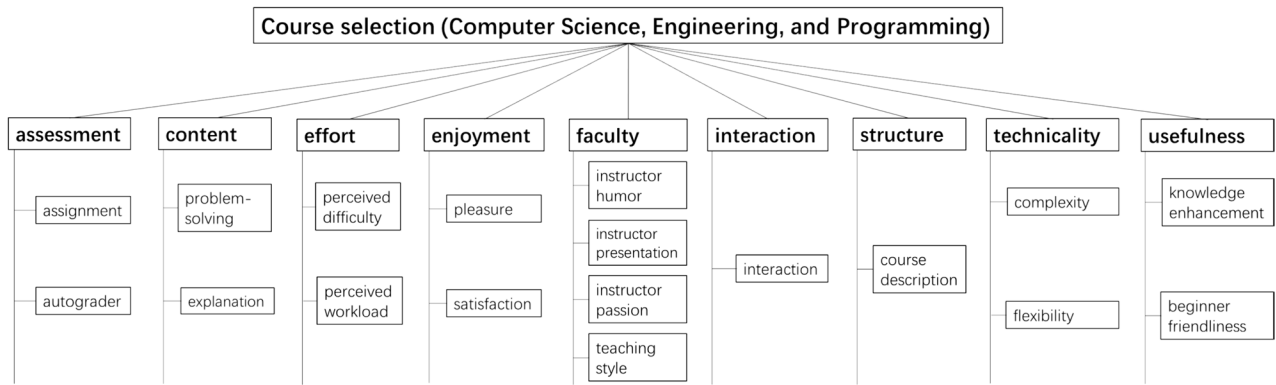 Course selection (Computer Science, Engineering, and Programming)
assessment
content
effort
enjoyment
faculty
interaction
structure
technicality
usefulness
assignment
autograder
problem-
solving
explanation
perceived
difficulty
perceived
workload
pleasure
satisfaction
instructor
humor
instructor
presentation
instructor
passion
teaching
style
interaction
course
description
complexity
flexibility
knowledge
enhancement
beginner
friendliness